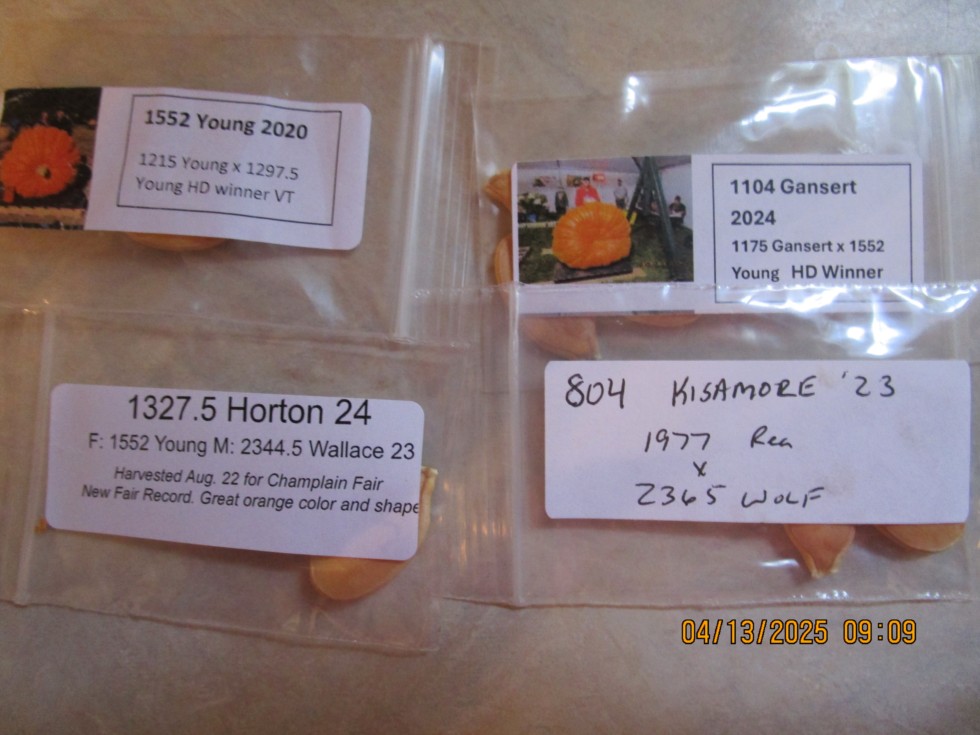 1552 Young 2020
1215 Young x 1297.5
Young HD winner VT
1104 Gansert
2024
1175 Gansert x 1552
Young HD Winner
1327.5 Horton 24
F: 1552 Young M: 2344.5 Wallace 23
Harvested Aug. 22 for Champlain Fair
New Fair Record. Great orange color and shape
804 KISAMORE '23
1977 Rea
x
2365 WOLF
04/13/2025 09:09